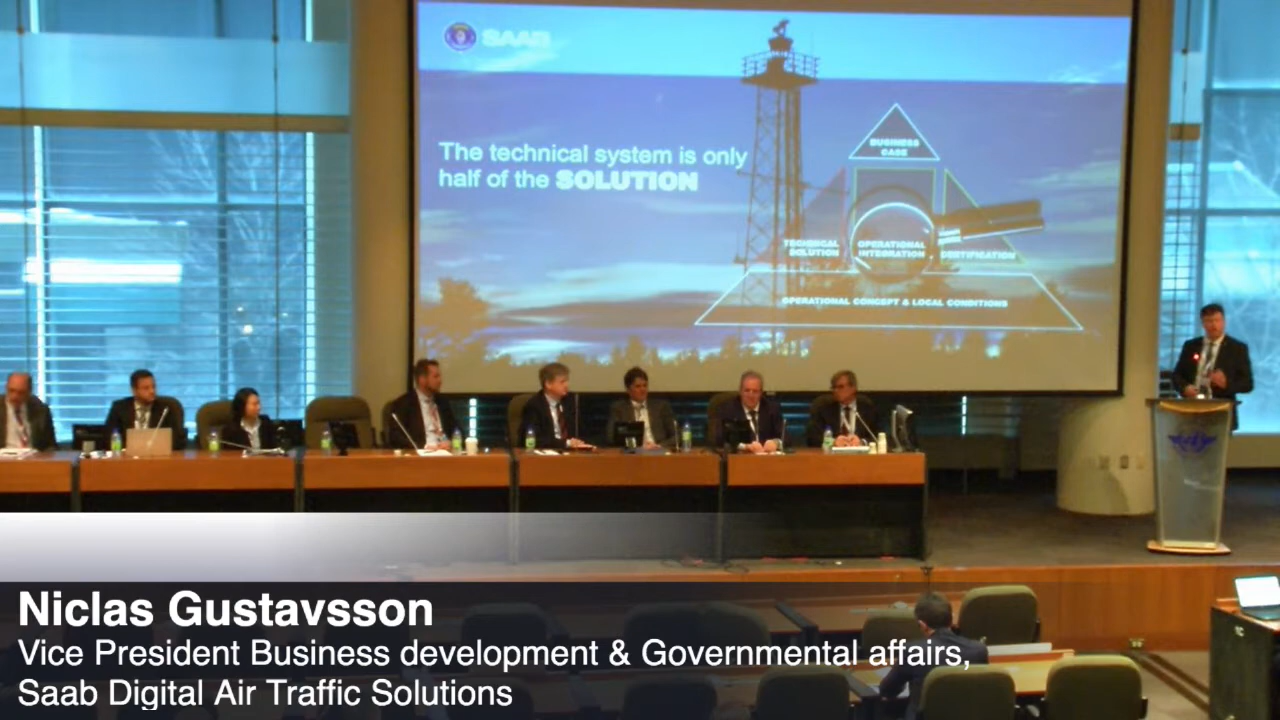 SAAB
The technical system is only
half of the SOLUTION
BUSINESS
CASE
TECHNICAL
SOLUTION
OPERATIONAL
INTEGRATION
CERTIFICATION
OPERATIONAL CONCEPT & LOCAL CONDITIONS
Niclas Gustavsson
Vice President Business development & Governmental affairs,
Saab Digital Air Traffic Solutions